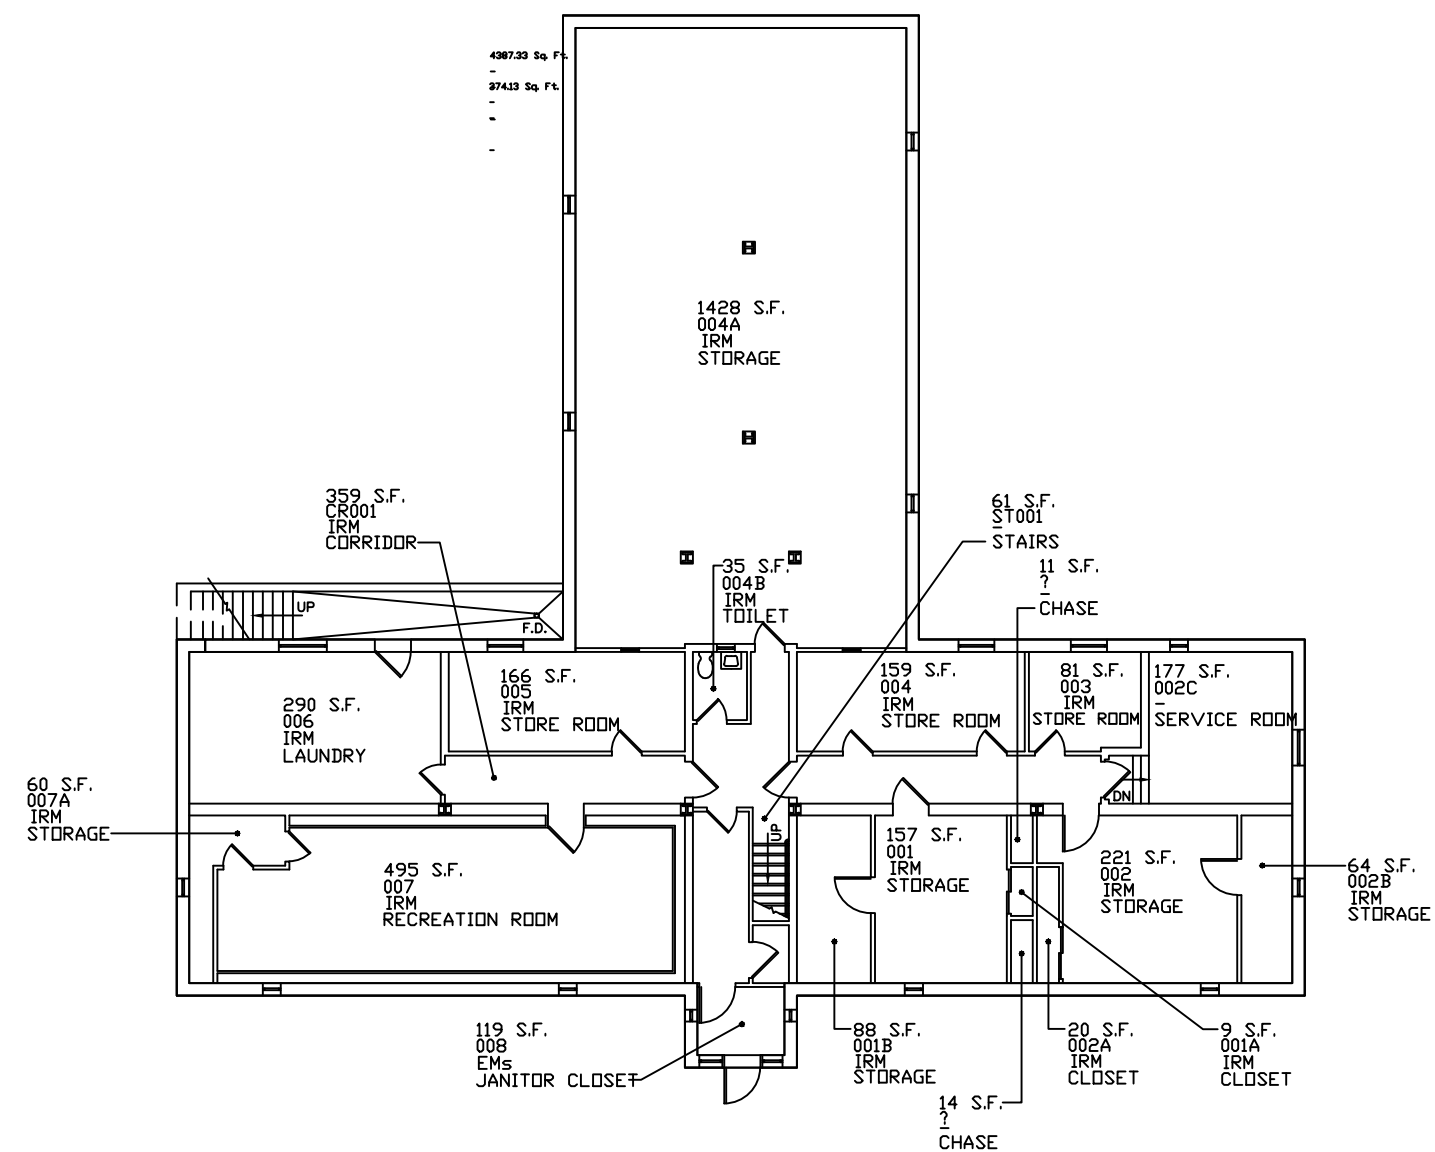 4387.33 Sq. Ft.
374.13 Sq. Ft.
1428 S.F.
004A
IRM
STORAGE
359 S.F.
CR001
IRM
CORRIDOR
61 S.F.
ST001
STAIRS
11 S.F.
?
CHASE
35 S.F.
004B
IRM
TOILET
UP
F.D.
290 S.F.
006
IRM
LAUNDRY
166 S.F.
005
IRM
STORE ROOM
159 S.F.
004
IRM
STORE ROOM
81 S.F.
003
IRM
STORE ROOM
177 S.F.
002C
SERVICE ROOM
60 S.F.
007A
IRM
STORAGE
DN
UP
495 S.F.
007
IRM
RECREATION ROOM
157 S.F.
001
IRM
STORAGE
221 S.F.
002
IRM
STORAGE
64 S.F.
002B
IRM
STORAGE
119 S.F.
008
EMs
JANITOR CLOSET
88 S.F.
001B
IRM
STORAGE
20 S.F.
002A
IRM
CLOSET
9 S.F.
001A
IRM
CLOSET
14 S.F.
?
CHASE